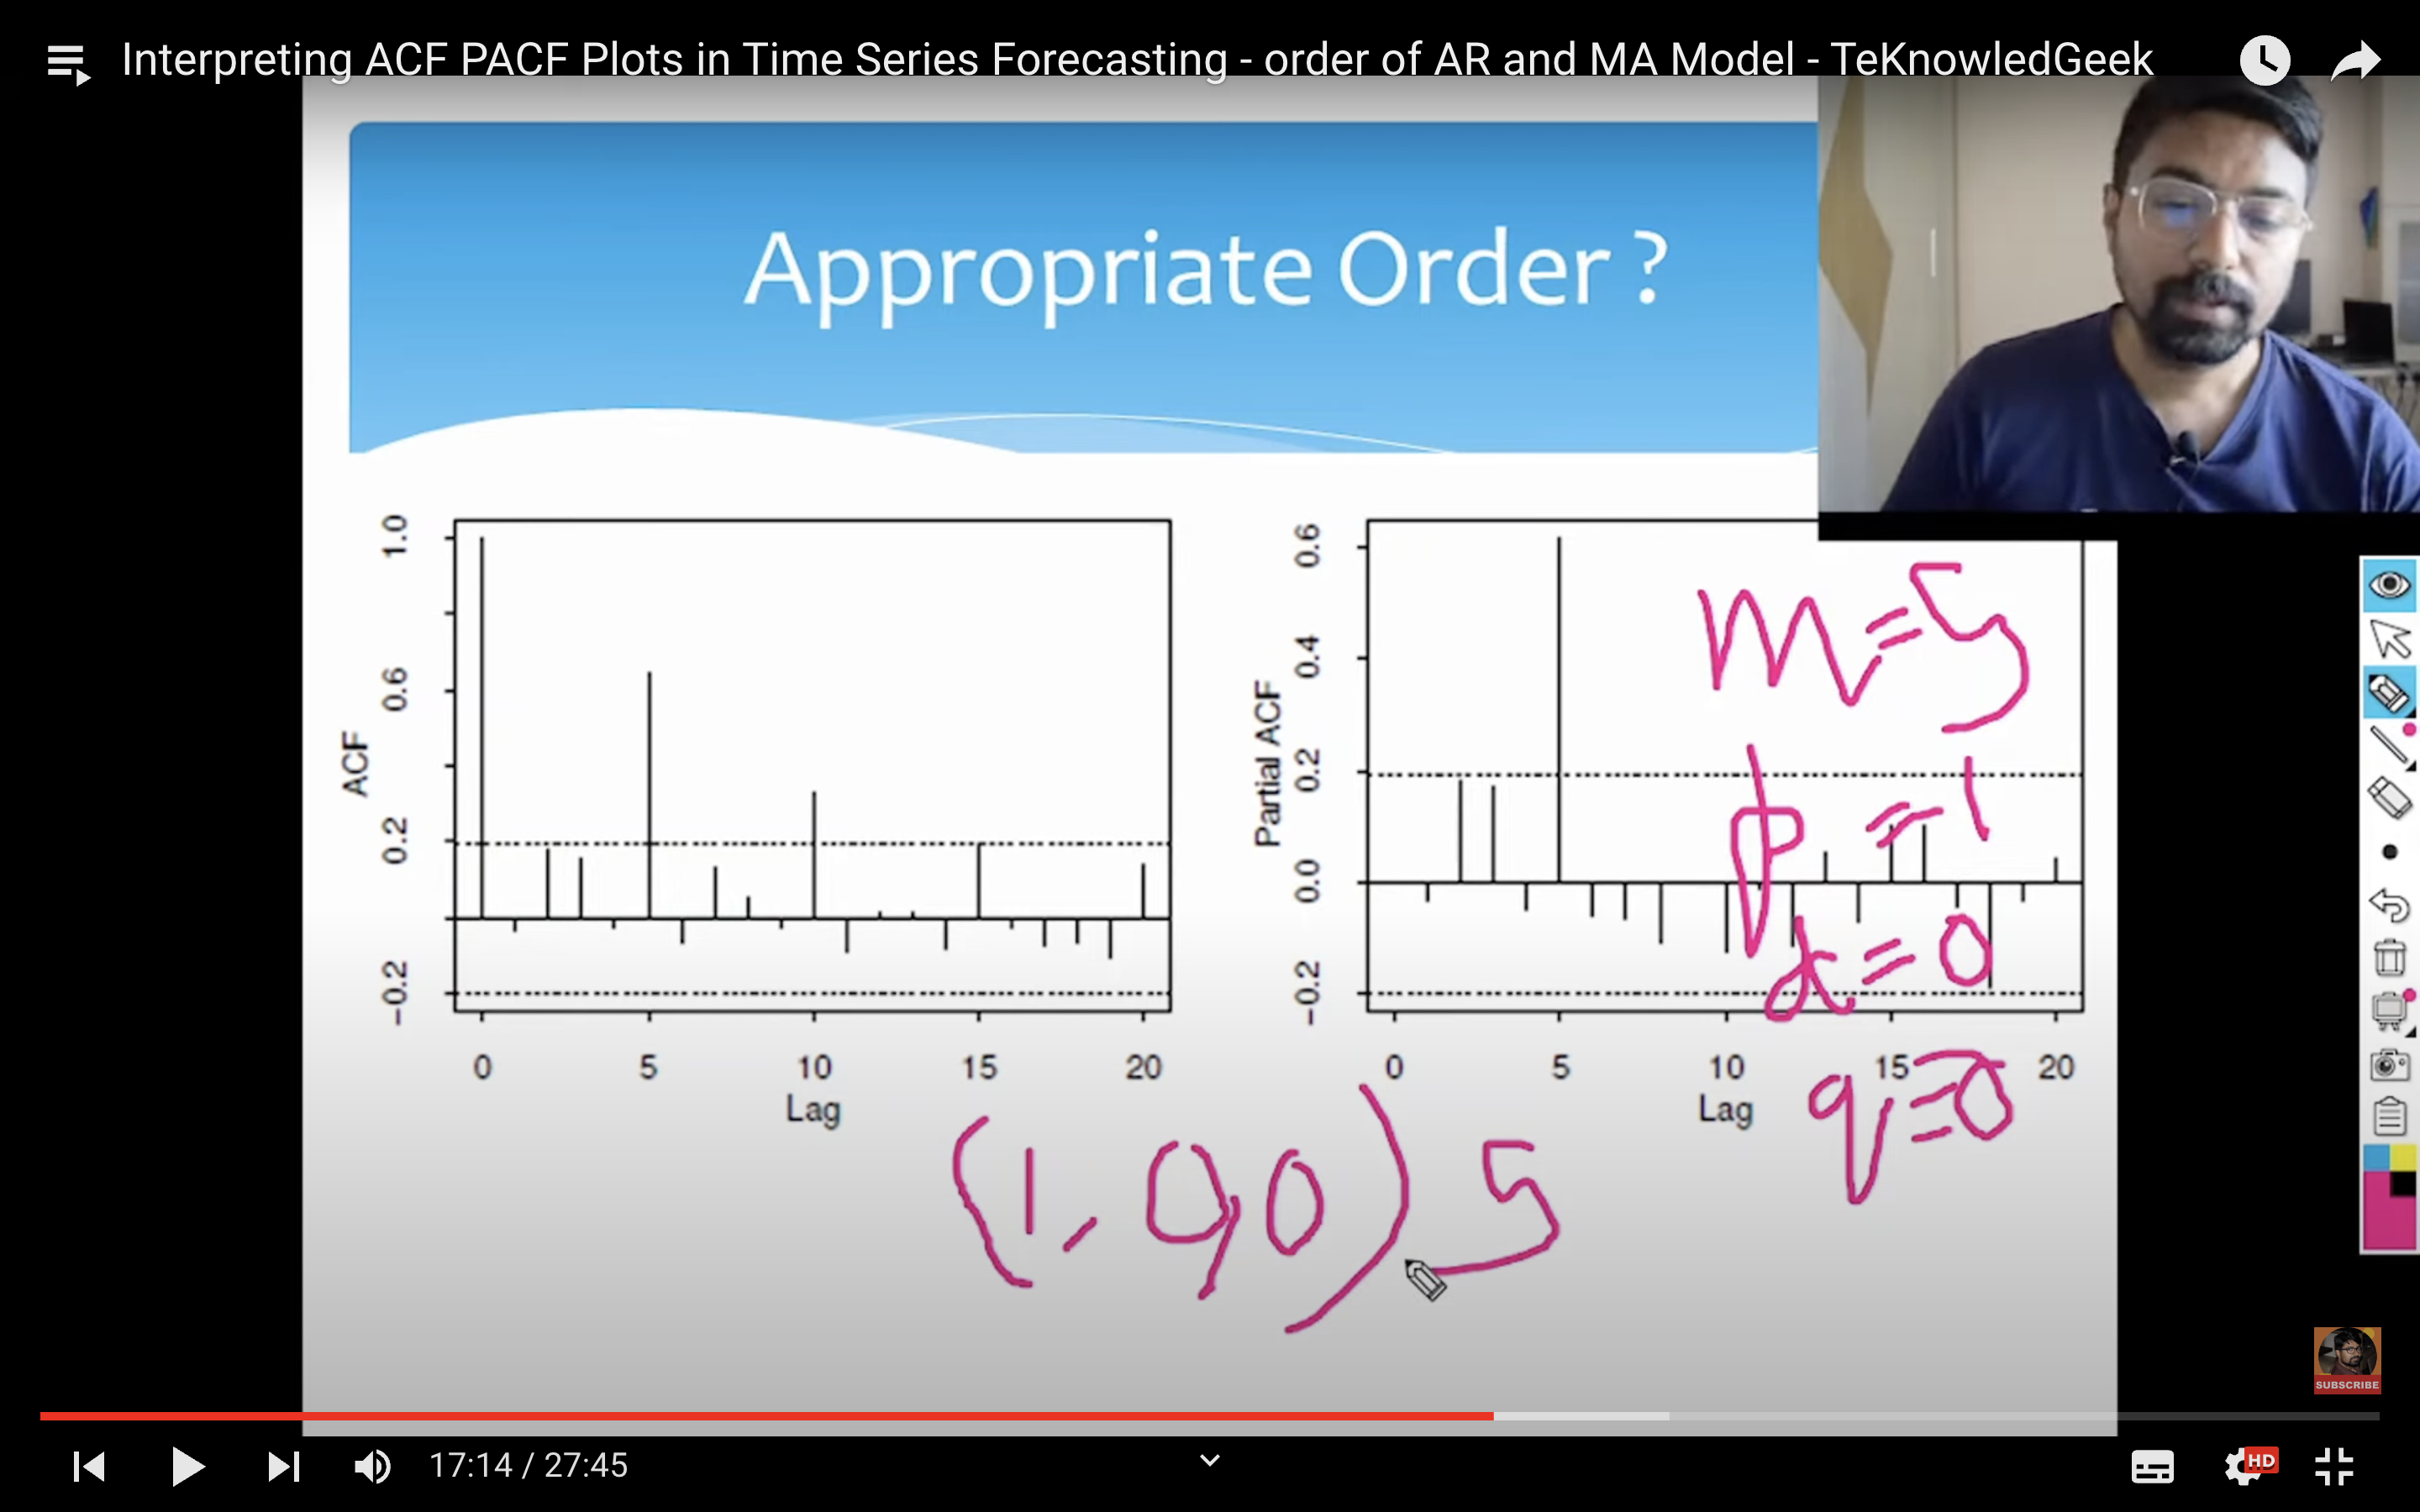 Interpreting ACF PACF Plots in Time Series Forecasting - order of AR and MA Model - TeKnowledGeek
Appropriate Order ?
ACF
1.0
0.6
0.2
-0.2
0 5 10 15 20
Lag
Partial ACF
0.6
0.4
0.2
0.0
-0.2
0 5 10 15 20
Lag
m=5
p=1
d=0
q=0
(1,0,0)5
SUBSCRIBE
17:14 / 27:45
HD